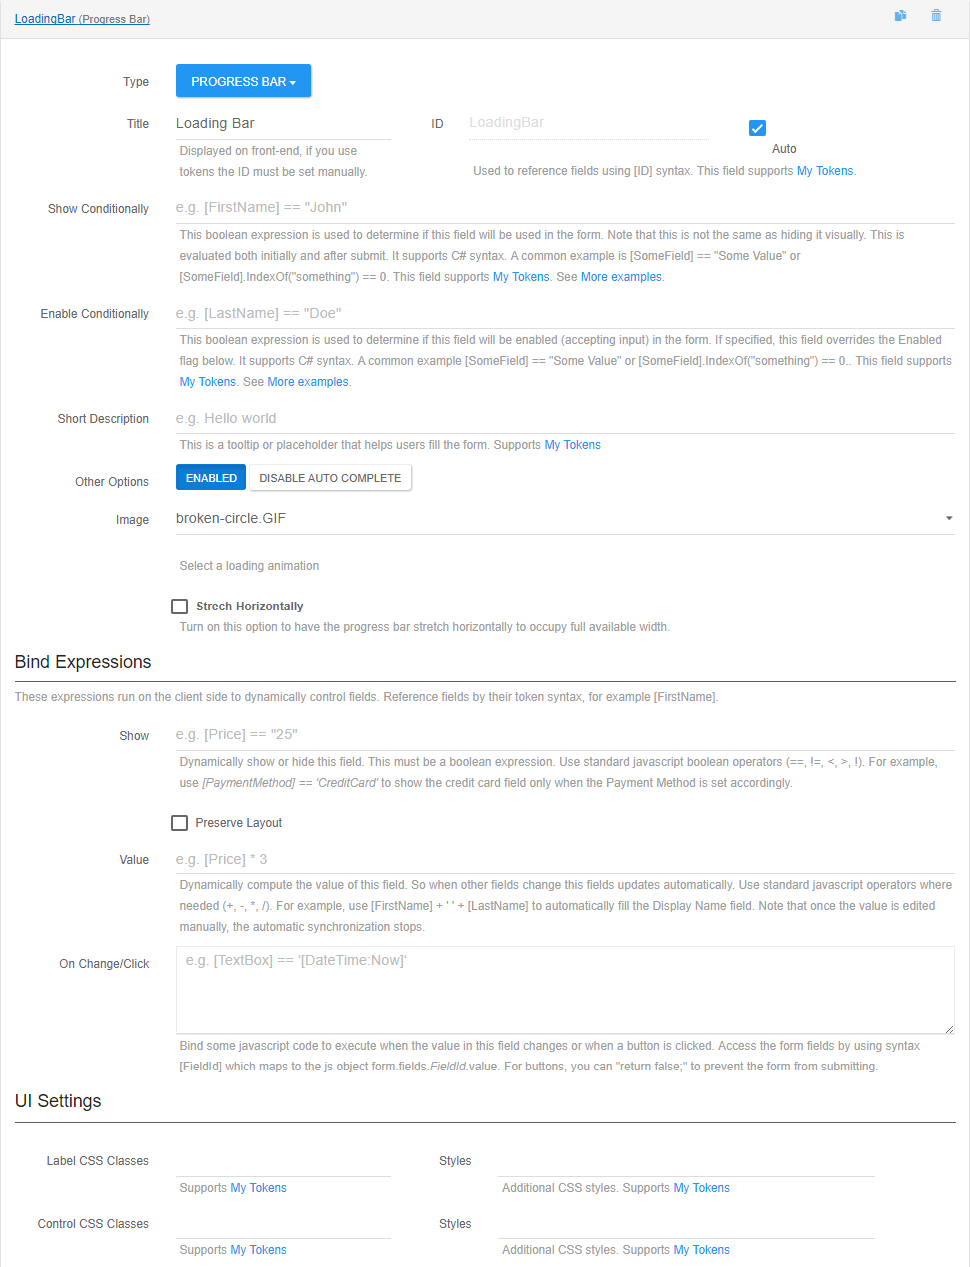 LoadingBar (Progress Bar)
Type PROGRESS BAR
Title Loading Bar ID LoadingBar
Auto
Displayed on front-end, if you use
tokens the ID must be set manually.
Used to reference fields using [ID] syntax. This field supports My Tokens.
Show Conditionally e.g. [FirstName] == "John"
This boolean expression is used to determine if this field will be used in the form. Note that this is not the same as hiding it visually. This is
evaluated both initially and after submit. It supports C# syntax. A common example is [SomeField] == "Some Value" or
[SomeField].IndexOf("something") == 0. This field supports My Tokens. See More examples.
Enable Conditionally e.g. [LastName] == "Doe"
This boolean expression is used to determine if this field will be enabled (accepting input) in the form. If specified, this field overrides the Enabled
flag below. It supports C# syntax. A common example [SomeField] == "Some Value" or [SomeField].IndexOf("something") == 0.. This field supports
My Tokens. See More examples.
Short Description e.g. Hello world
This is a tooltip or placeholder that helps users fill the form. Supports My Tokens
Other Options ENABLED DISABLE AUTO COMPLETE
Image broken-circle.GIF
Select a loading animation
Strech Horizontally
Turn on this option to have the progress bar stretch horizontally to occupy full available width.
Bind Expressions
These expressions run on the client side to dynamically control fields. Reference fields by their token syntax, for example [FirstName].
Show e.g. [Price] == "25"
Dynamically show or hide this field. This must be a boolean expression. Use standard javascript boolean operators (==, !=, <, >, !). For example,
use [PaymentMethod] == 'CreditCard' to show the credit card field only when the Payment Method is set accordingly.
Preserve Layout
Value e.g. [Price] * 3
Dynamically compute the value of this field. So when other fields change this fields updates automatically. Use standard javascript operators where
needed (+, -, *, /). For example, use [FirstName] + ' ' + [LastName] to automatically fill the Display Name field. Note that once the value is edited
manually, the automatic synchronization stops.
On Change/Click e.g. [TextBox] == '[DateTime:Now]'
Bind some javascript code to execute when the value in this field changes or when a button is clicked. Access the form fields by using syntax
[FieldId] which maps to the js object form.fields.FieldId.value. For buttons, you can "return false;" to prevent the form from submitting.
UI Settings
Label CSS Classes Styles
Supports My Tokens Additional CSS styles. Supports My Tokens
Control CSS Classes Styles
Supports My Tokens Additional CSS styles. Supports My Tokens